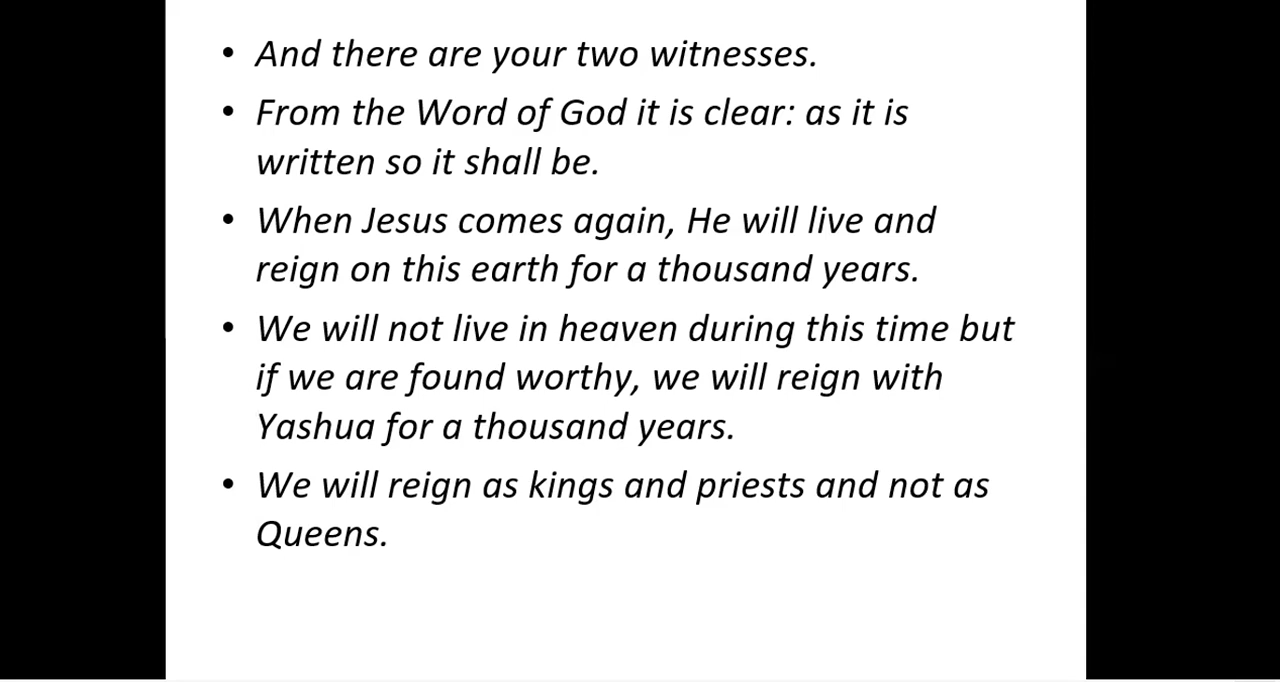 • And there are your two witnesses.
• From the Word of God it is clear: as it is
written so it shall be.
• When Jesus comes again, He will live and
reign on this earth for a thousand years.
• We will not live in heaven during this time but
if we are found worthy, we will reign with
Yashua for a thousand years.
• We will reign as kings and priests and not as
Queens.